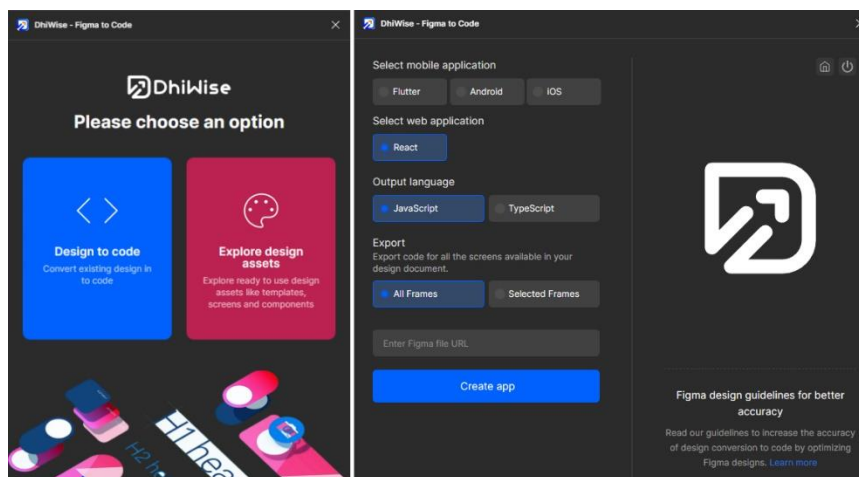 DhiWise - Figma to Code
DhiWise
Please choose an option
Design to code
Convert existing design in
to code
Explore design
assets
Explore ready to use design
assets like templates,
screens and components
H1 hea
H2 he
DhiWise - Figma to Code
Select mobile application
Flutter
Android
iOS
Select web application
React
Output language
JavaScript
TypeScript
Export
Export code for all the screens available in your
design document.
All Frames
Selected Frames
Enter Figma file URL
Create app
Figma design guidelines for better
accuracy
Read our guidelines to increase the accuracy
of design conversion to code by optimizing
Figma designs. Learn more